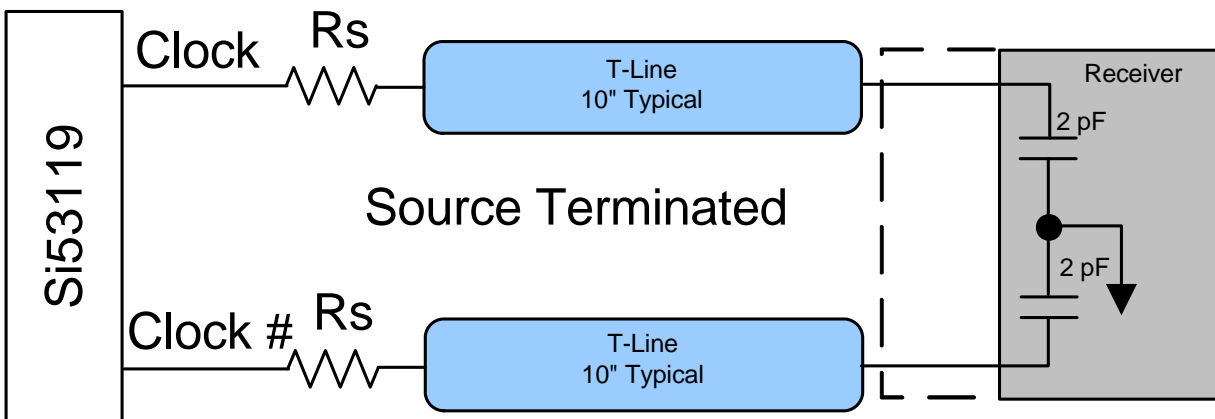 Si53119
Clock
Rs
T-Line
10" Typical
Receiver
2 pF
Source Terminated
2 pF
Clock #
Rs
T-Line
10" Typical